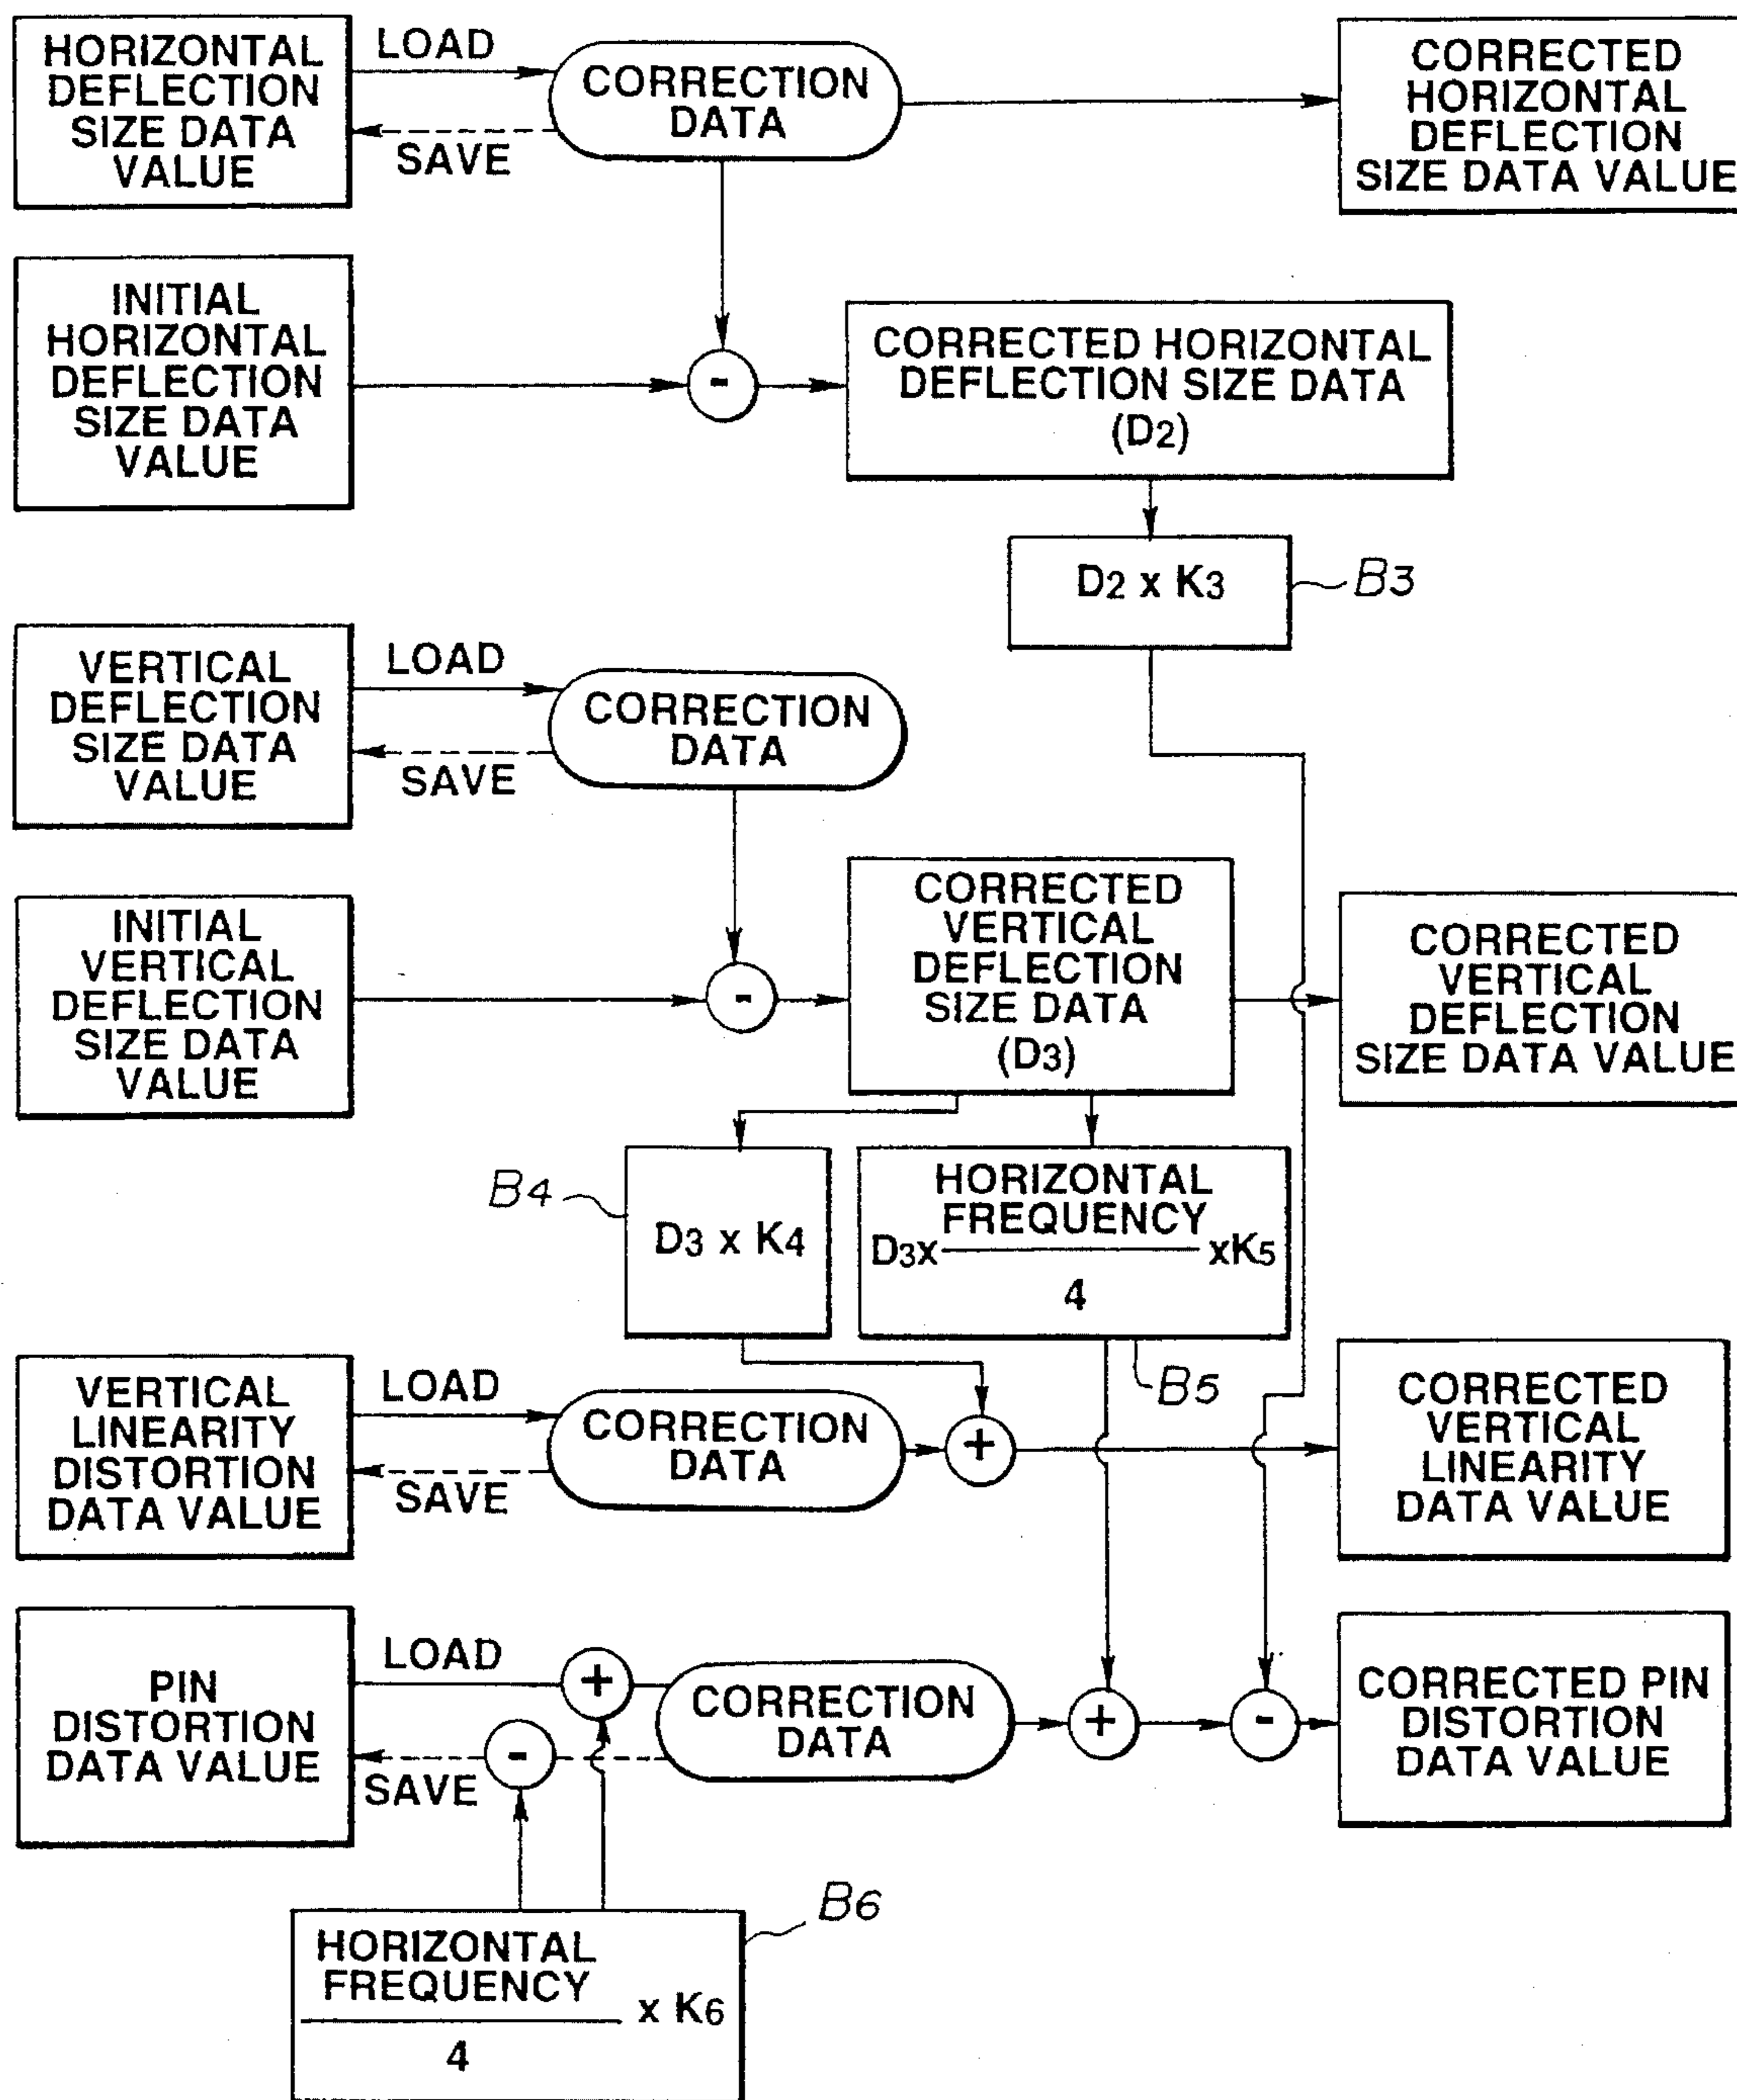 HORIZONTAL
DEFLECTION
SIZE DATA
VALUE
LOAD
SAVE
CORRECTION
DATA
CORRECTED
HORIZONTAL
DEFLECTION
SIZE DATA VALUE
INITIAL
HORIZONTAL
DEFLECTION
SIZE DATA
VALUE
-
CORRECTED HORIZONTAL
DEFLECTION SIZE DATA
(D2)
D2 x K3
B3
VERTICAL
DEFLECTION
SIZE DATA
VALUE
LOAD
SAVE
CORRECTION
DATA
INITIAL
VERTICAL
DEFLECTION
SIZE DATA
VALUE
-
CORRECTED
VERTICAL
DEFLECTION
SIZE DATA
(D3)
CORRECTED
VERTICAL
DEFLECTION
SIZE DATA VALUE
B4
D3 x K4
HORIZONTAL
FREQUENCY
D3x xK5
4
B5
VERTICAL
LINEARITY
DISTORTION
DATA VALUE
LOAD
SAVE
CORRECTION
DATA
+
CORRECTED
VERTICAL
LINEARITY
DATA VALUE
PIN
DISTORTION
DATA VALUE
LOAD
SAVE
+
-
CORRECTION
DATA
+
-
CORRECTED PIN
DISTORTION
DATA VALUE
B6
HORIZONTAL
FREQUENCY
x K6
4